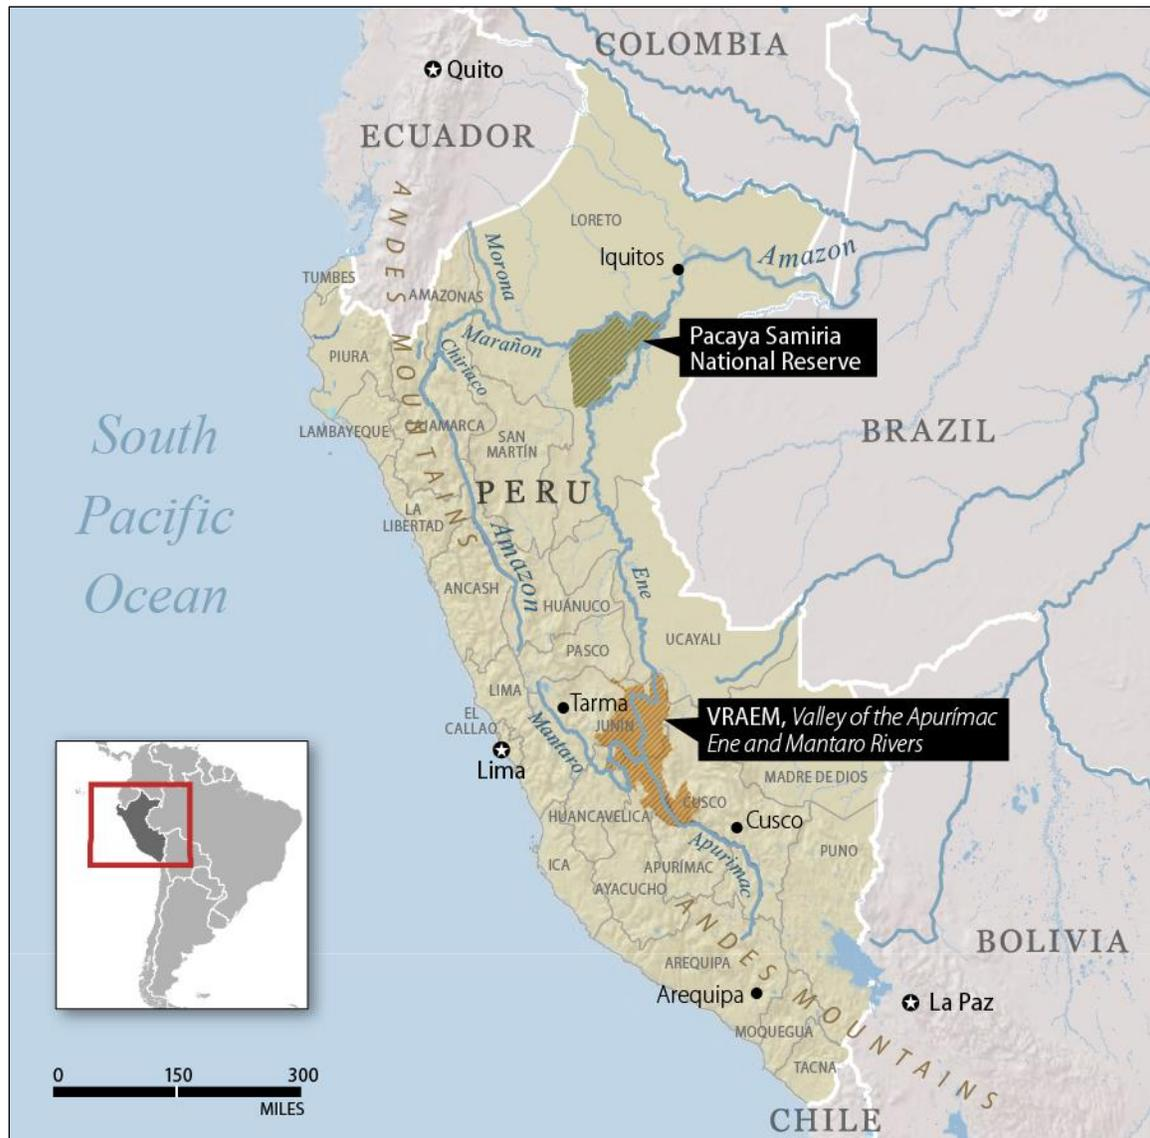 COLOMBIA
Quito
ECUADOR
ANDES MOUNTAINS
LORETO
Morona
Iquitos
Amazon
TUMBES
AMAZONAS
Marañon
Pacaya Samiria
National Reserve
PIURA
Chiriaco
CAJAMARCA
LAMBAYEQUE
SAN
MARTÍN
BRAZIL
South
Pacific
Ocean
PERU
LA
LIBERTAD
Amazon
Ene
ANCASH
HUÁNUCO
UCAYALI
PASCO
LIMA
Tarma
EL
CALLAO
JUNÍN
VRAEM, Valley of the Apurímac
Ene and Mantaro Rivers
Mantaro
Lima
MADRE DE DIOS
HUANCAVELICA
CUSCO
Cusco
PUNO
Apurimac
ICA
APURÍMAC
AYACUCHO
ANDES MOUNTAINS
BOLIVIA
AREQUIPA
Arequipa
La Paz
MOQUEGUA
TACNA
0 150 300
MILES
CHILE